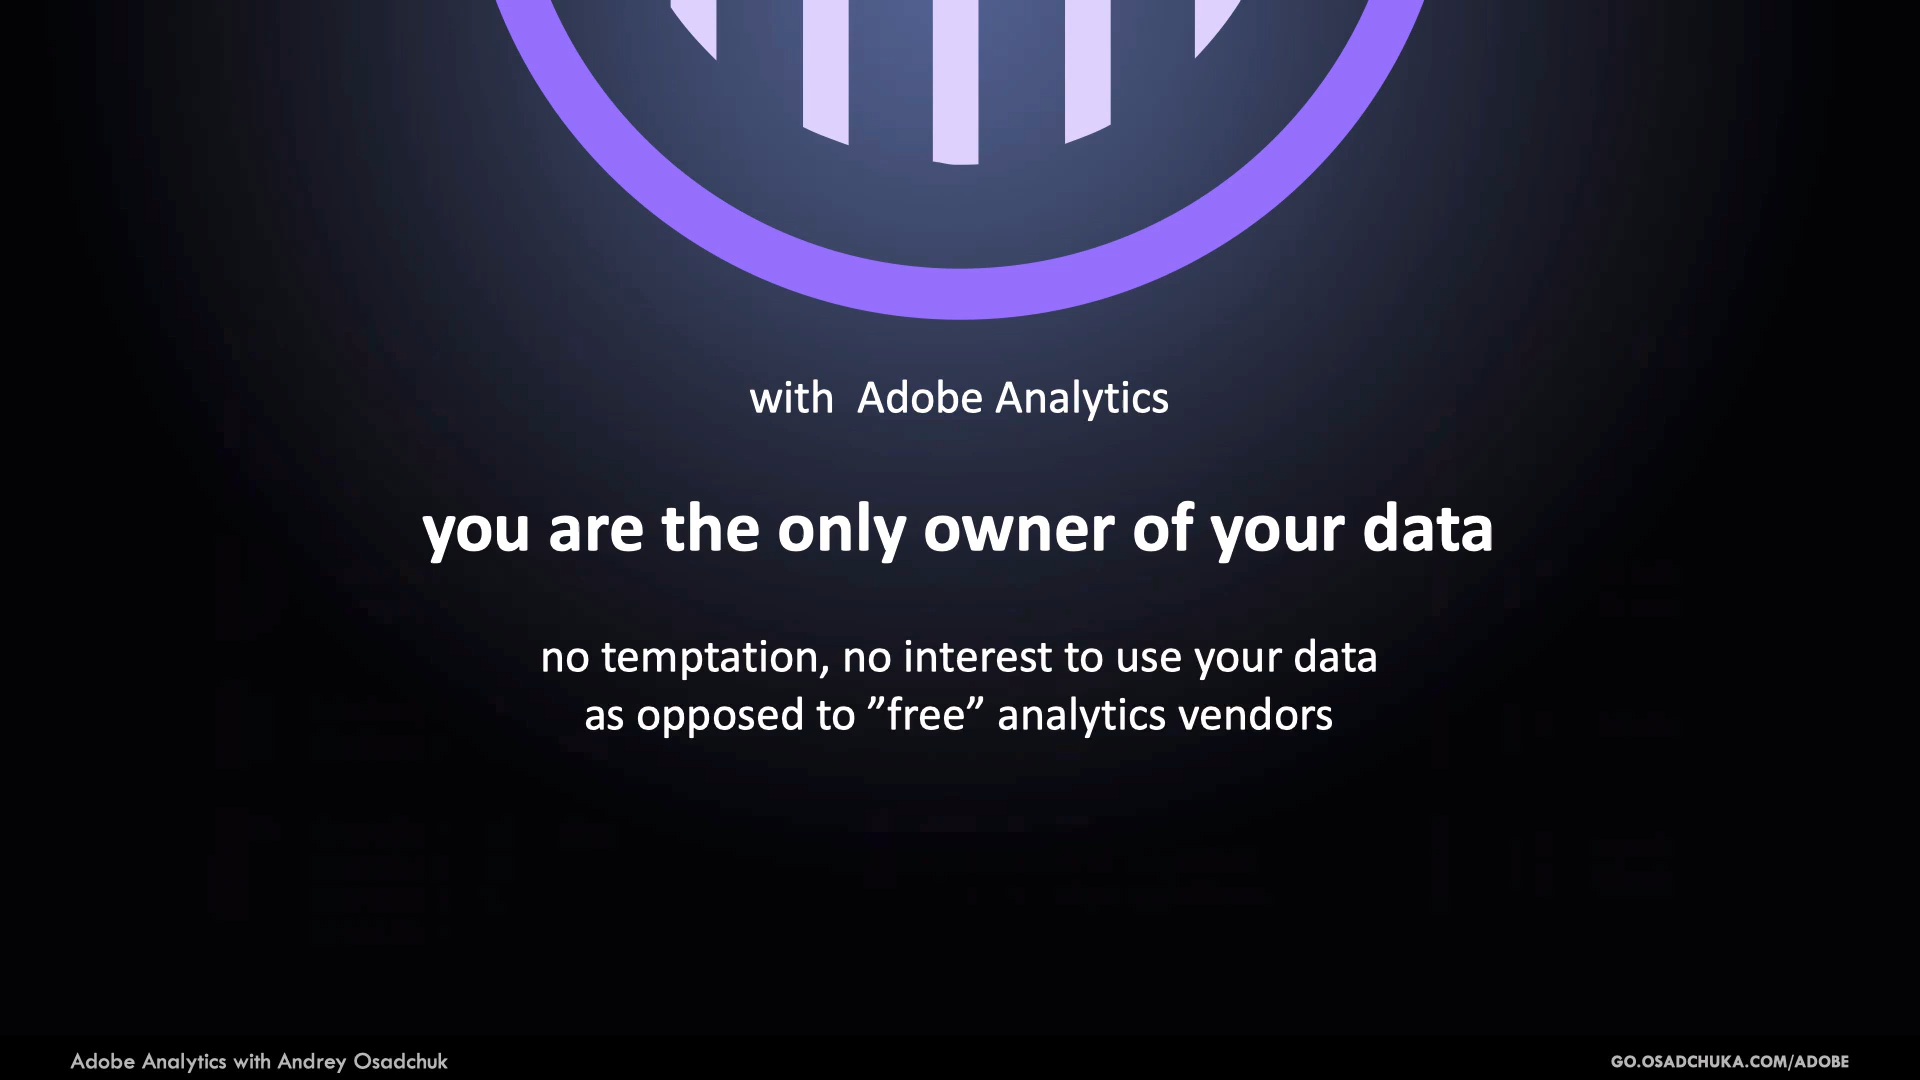 with  Adobe Analytics
you are the only owner of your data
no temptation, no interest to use your data
as opposed to ”free” analytics vendors
Adobe Analytics with Andrey Osadchuk
GO.OSADCHUKA.COM/ADOBE